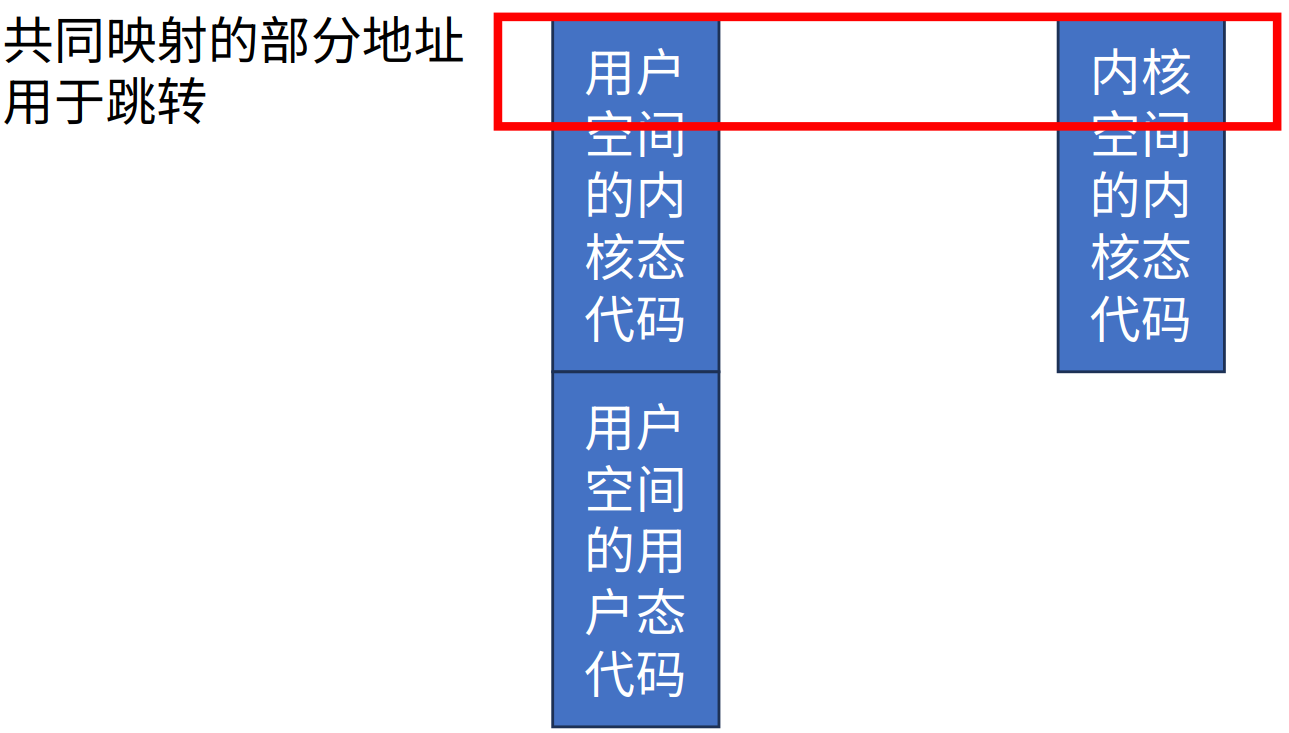 共同映射的部分地址
用于跳转
用户
空间
的内
核态
代码
用户
空间
的用
户态
代码
内核
空间
的内
核态
代码